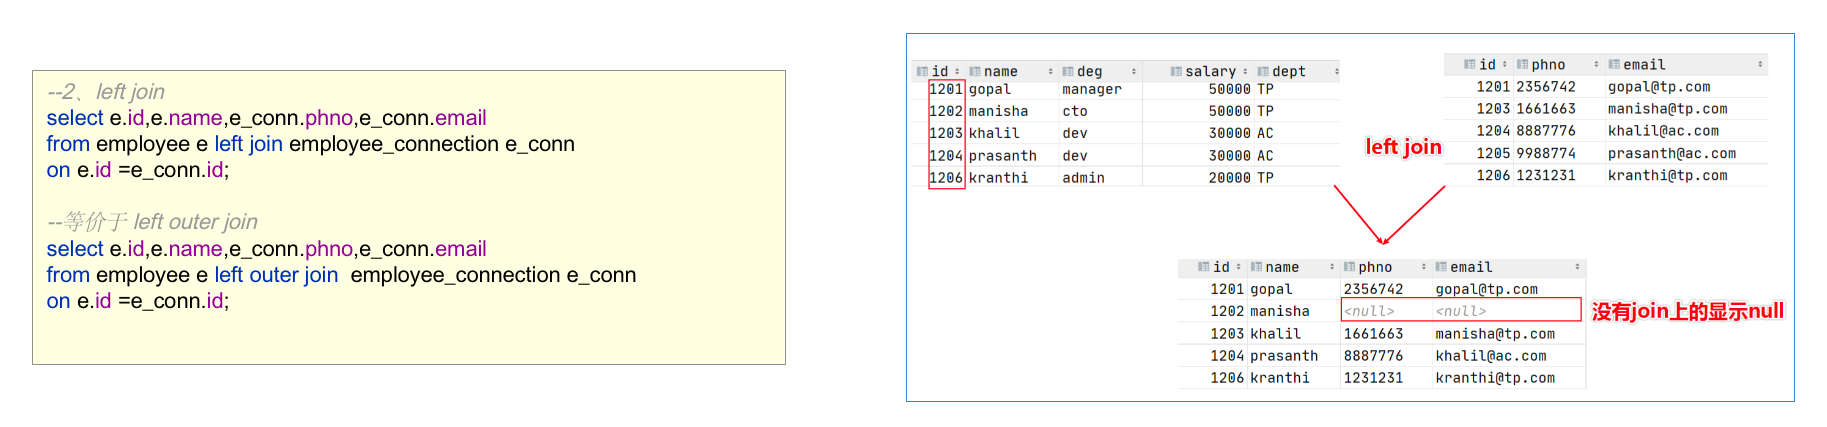 --2、left join
select e.id,e.name,e_conn.phno,e_conn.email
from employee e left join employee_connection e_conn
on e.id =e_conn.id;
--等价于 left outer join
select e.id,e.name,e_conn.phno,e_conn.email
from employee e left outer join  employee_connection e_conn
on e.id =e_conn.id;
id name deg salary dept
1201 gopal manager 50000 TP
1202 manisha cto 50000 TP
1203 khalil dev 30000 AC
1204 prasanth dev 30000 AC
1206 kranthi admin 20000 TP
left join
id phno email
1201 2356742 gopal@tp.com
1203 1661663 manisha@tp.com
1204 8887776 khalil@ac.com
1205 9988774 prasanth@ac.com
1206 1231231 kranthi@tp.com
id name phno email
1201 gopal 2356742 gopal@tp.com
1202 manisha <null> <null>
1203 khalil 1661663 manisha@tp.com
1204 prasanth 8887776 khalil@ac.com
1206 kranthi 1231231 kranthi@tp.com
没有join上的显示null